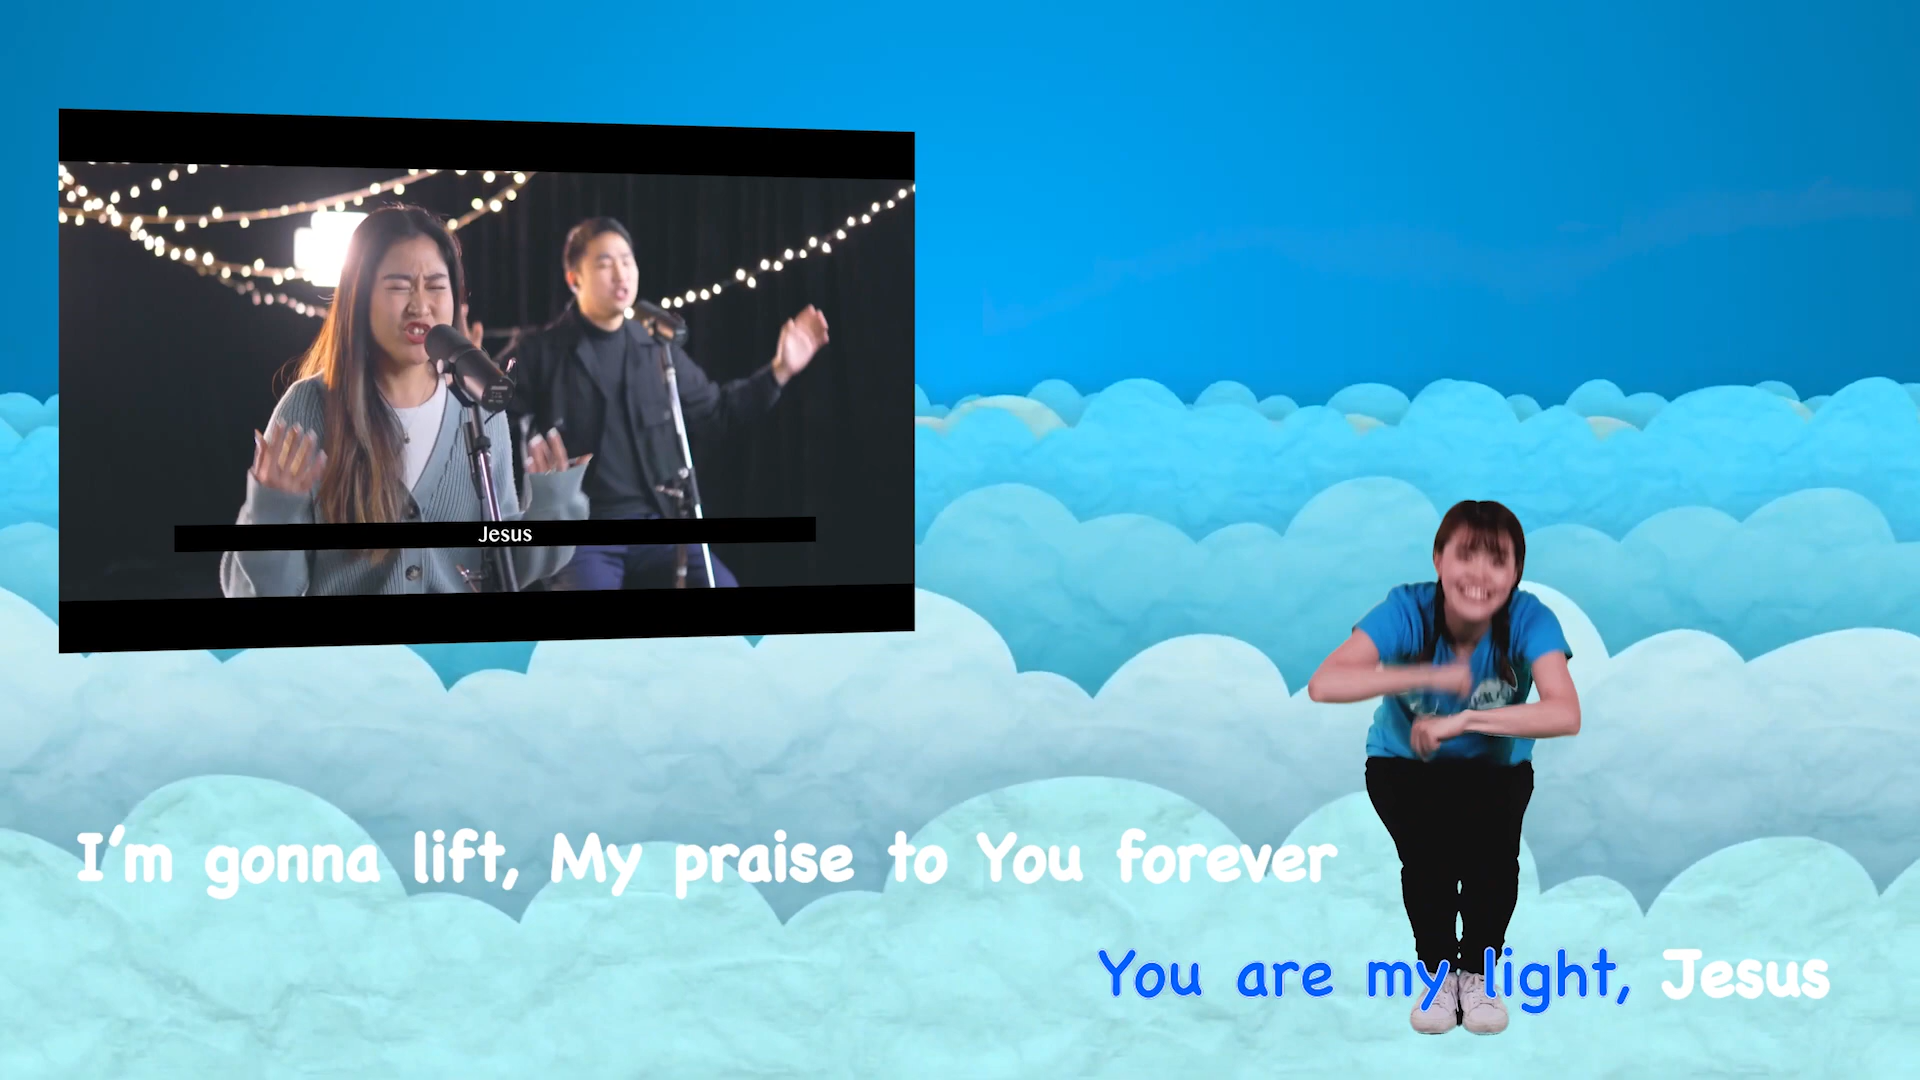 Jesus
I'm gonna lift, My praise to You forever
You are my light, Jesus